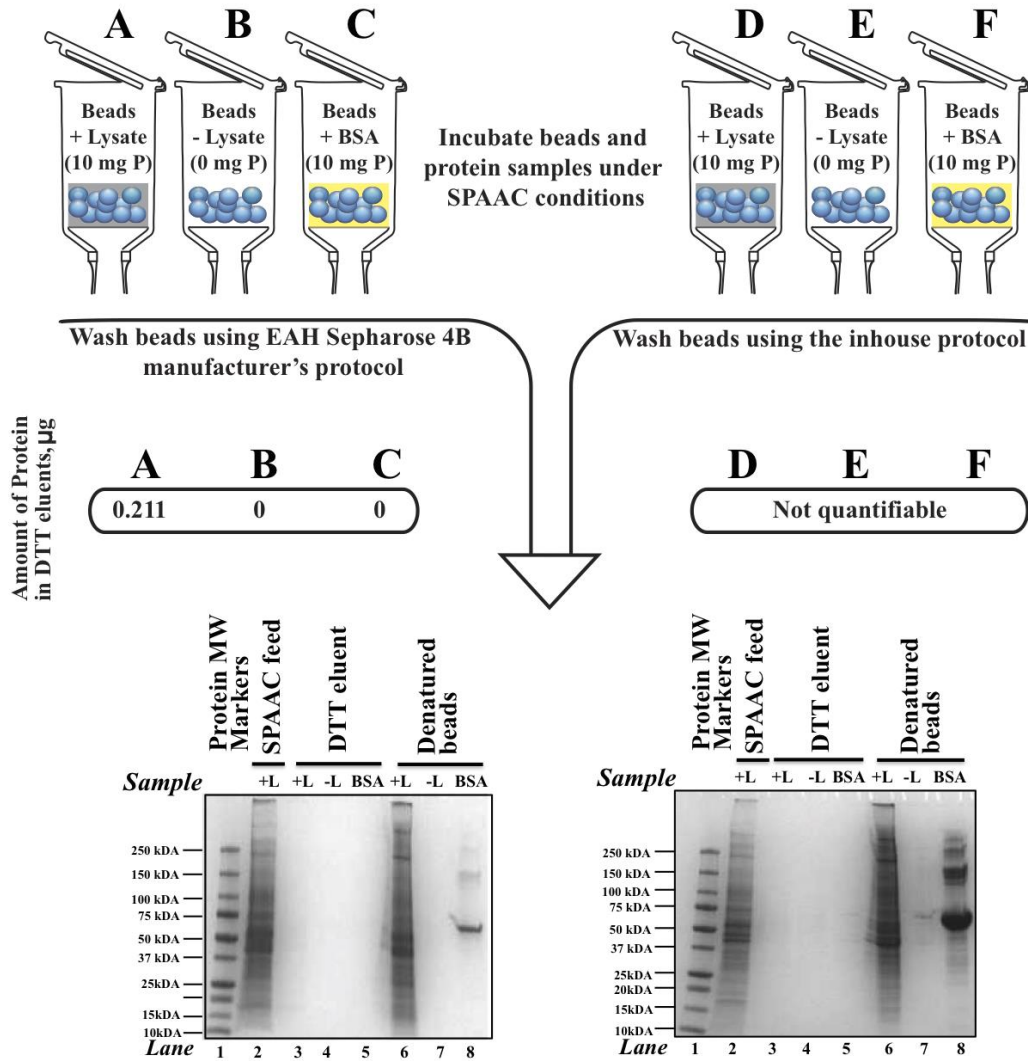 A B C
Beads + Lysate (10 mg P)
Beads - Lysate (0 mg P)
Beads + BSA (10 mg P)
Incubate beads and
protein samples under
SPAAC conditions
D E F
Beads + Lysate (10 mg P)
Beads - Lysate (0 mg P)
Beads + BSA (10 mg P)
Wash beads using EAH Sepharose 4B
manufacturer's protocol
Wash beads using the inhouse protocol
Amount of Protein
in DTT eluents,µg
A B C
0.211 0 0
D E F
Not quantifiable
Protein MW
Markers
SPAAC feed
DTT eluent
Denatured
beads
Sample +L +L -L BSA +L -L BSA
250 kDA
150 kDA
100 kDA
75 kDA
50 kDA
37 kDA
25kDA
15kDA
10kDA
Lane 1 2 3 4 5 6 7 8
Protein MW
Markers
SPAAC feed
DTT eluent
Denatured
beads
Sample +L +L -L BSA +L -L BSA
250 kDA
150 kDA
100 kDA
75 kDA
50 kDA
37 kDA
25kDA
20kDA
15kDA
10kDA
Lane 1 2 3 4 5 6 7 8